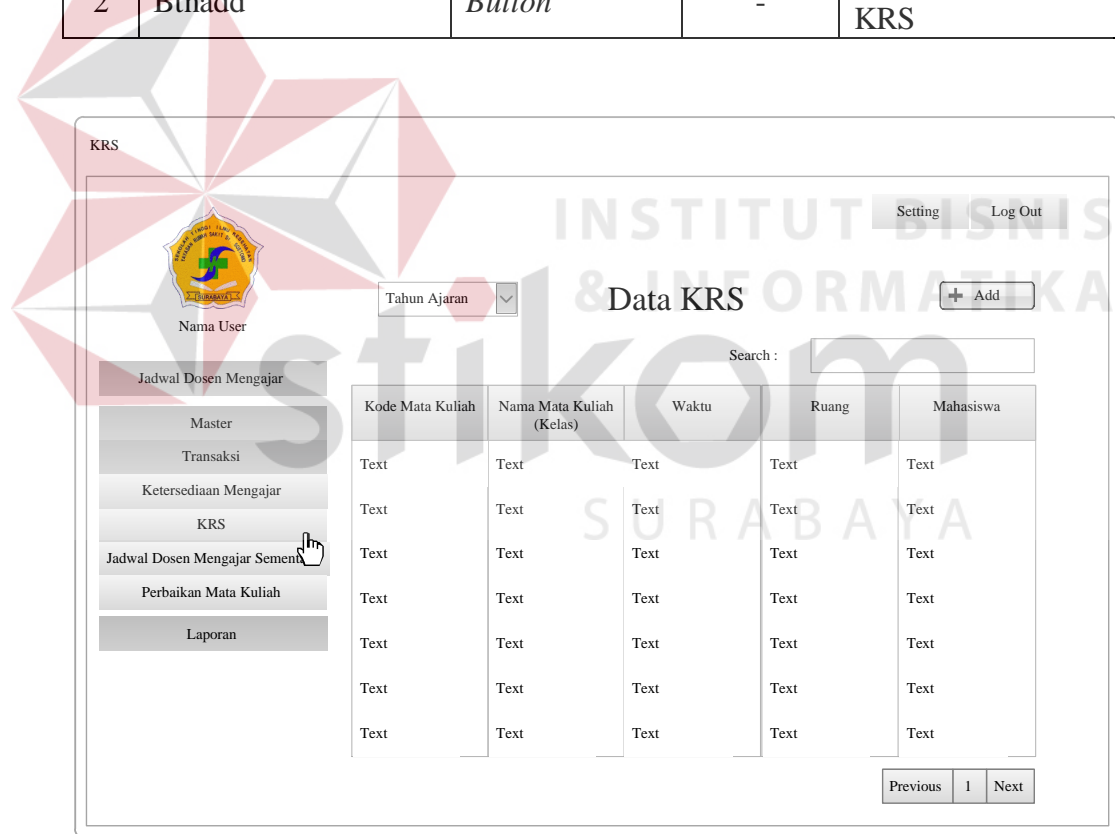 2 Btnadd Button - KRS
KRS
INSTITUT BISNIS
& INFORMATIKA
stikom
SURABAYA
Setting Log Out
SURABAYA
Nama User
Tahun Ajaran
Data KRS
+ Add
Search :
Jadwal Dosen Mengajar
Master
Transaksi
Ketersediaan Mengajar
KRS
Perbaikan Mata Kuliah
Laporan
Jadwal Dosen Mengajar
Kode Mata Kuliah Nama Mata Kuliah (Kelas) Waktu Ruang Mahasiswa
Text Text Text Text Text
Text Text Text Text Text
Text Text Text Text Text
Text Text Text Text Text
Text Text Text Text Text
Text Text Text Text Text
Text Text Text Text Text
Previous 1 Next